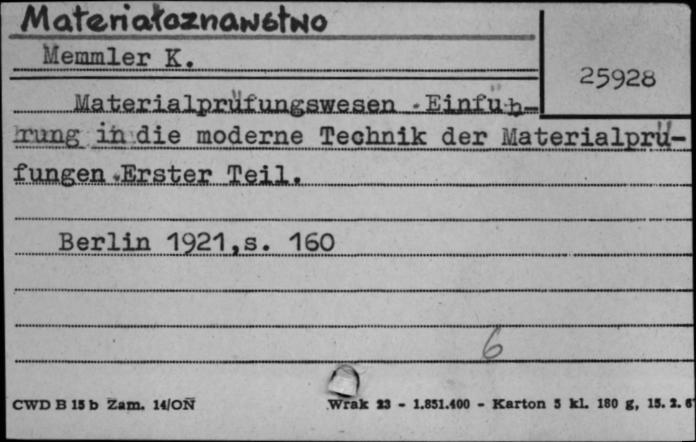 Materiałoznawstwo
Memmler K.
25928
Materialprüfungswesen. Einfüh-
rung in die moderne Technik der Materialprü-
fungen. Erster Teil.
Berlin 1921, s. 160
6
CWD B 15 b Zam. 14/ON Wrak 23 - 1.851.400 - Karton 5 kl. 180 g, 15. 2. 6